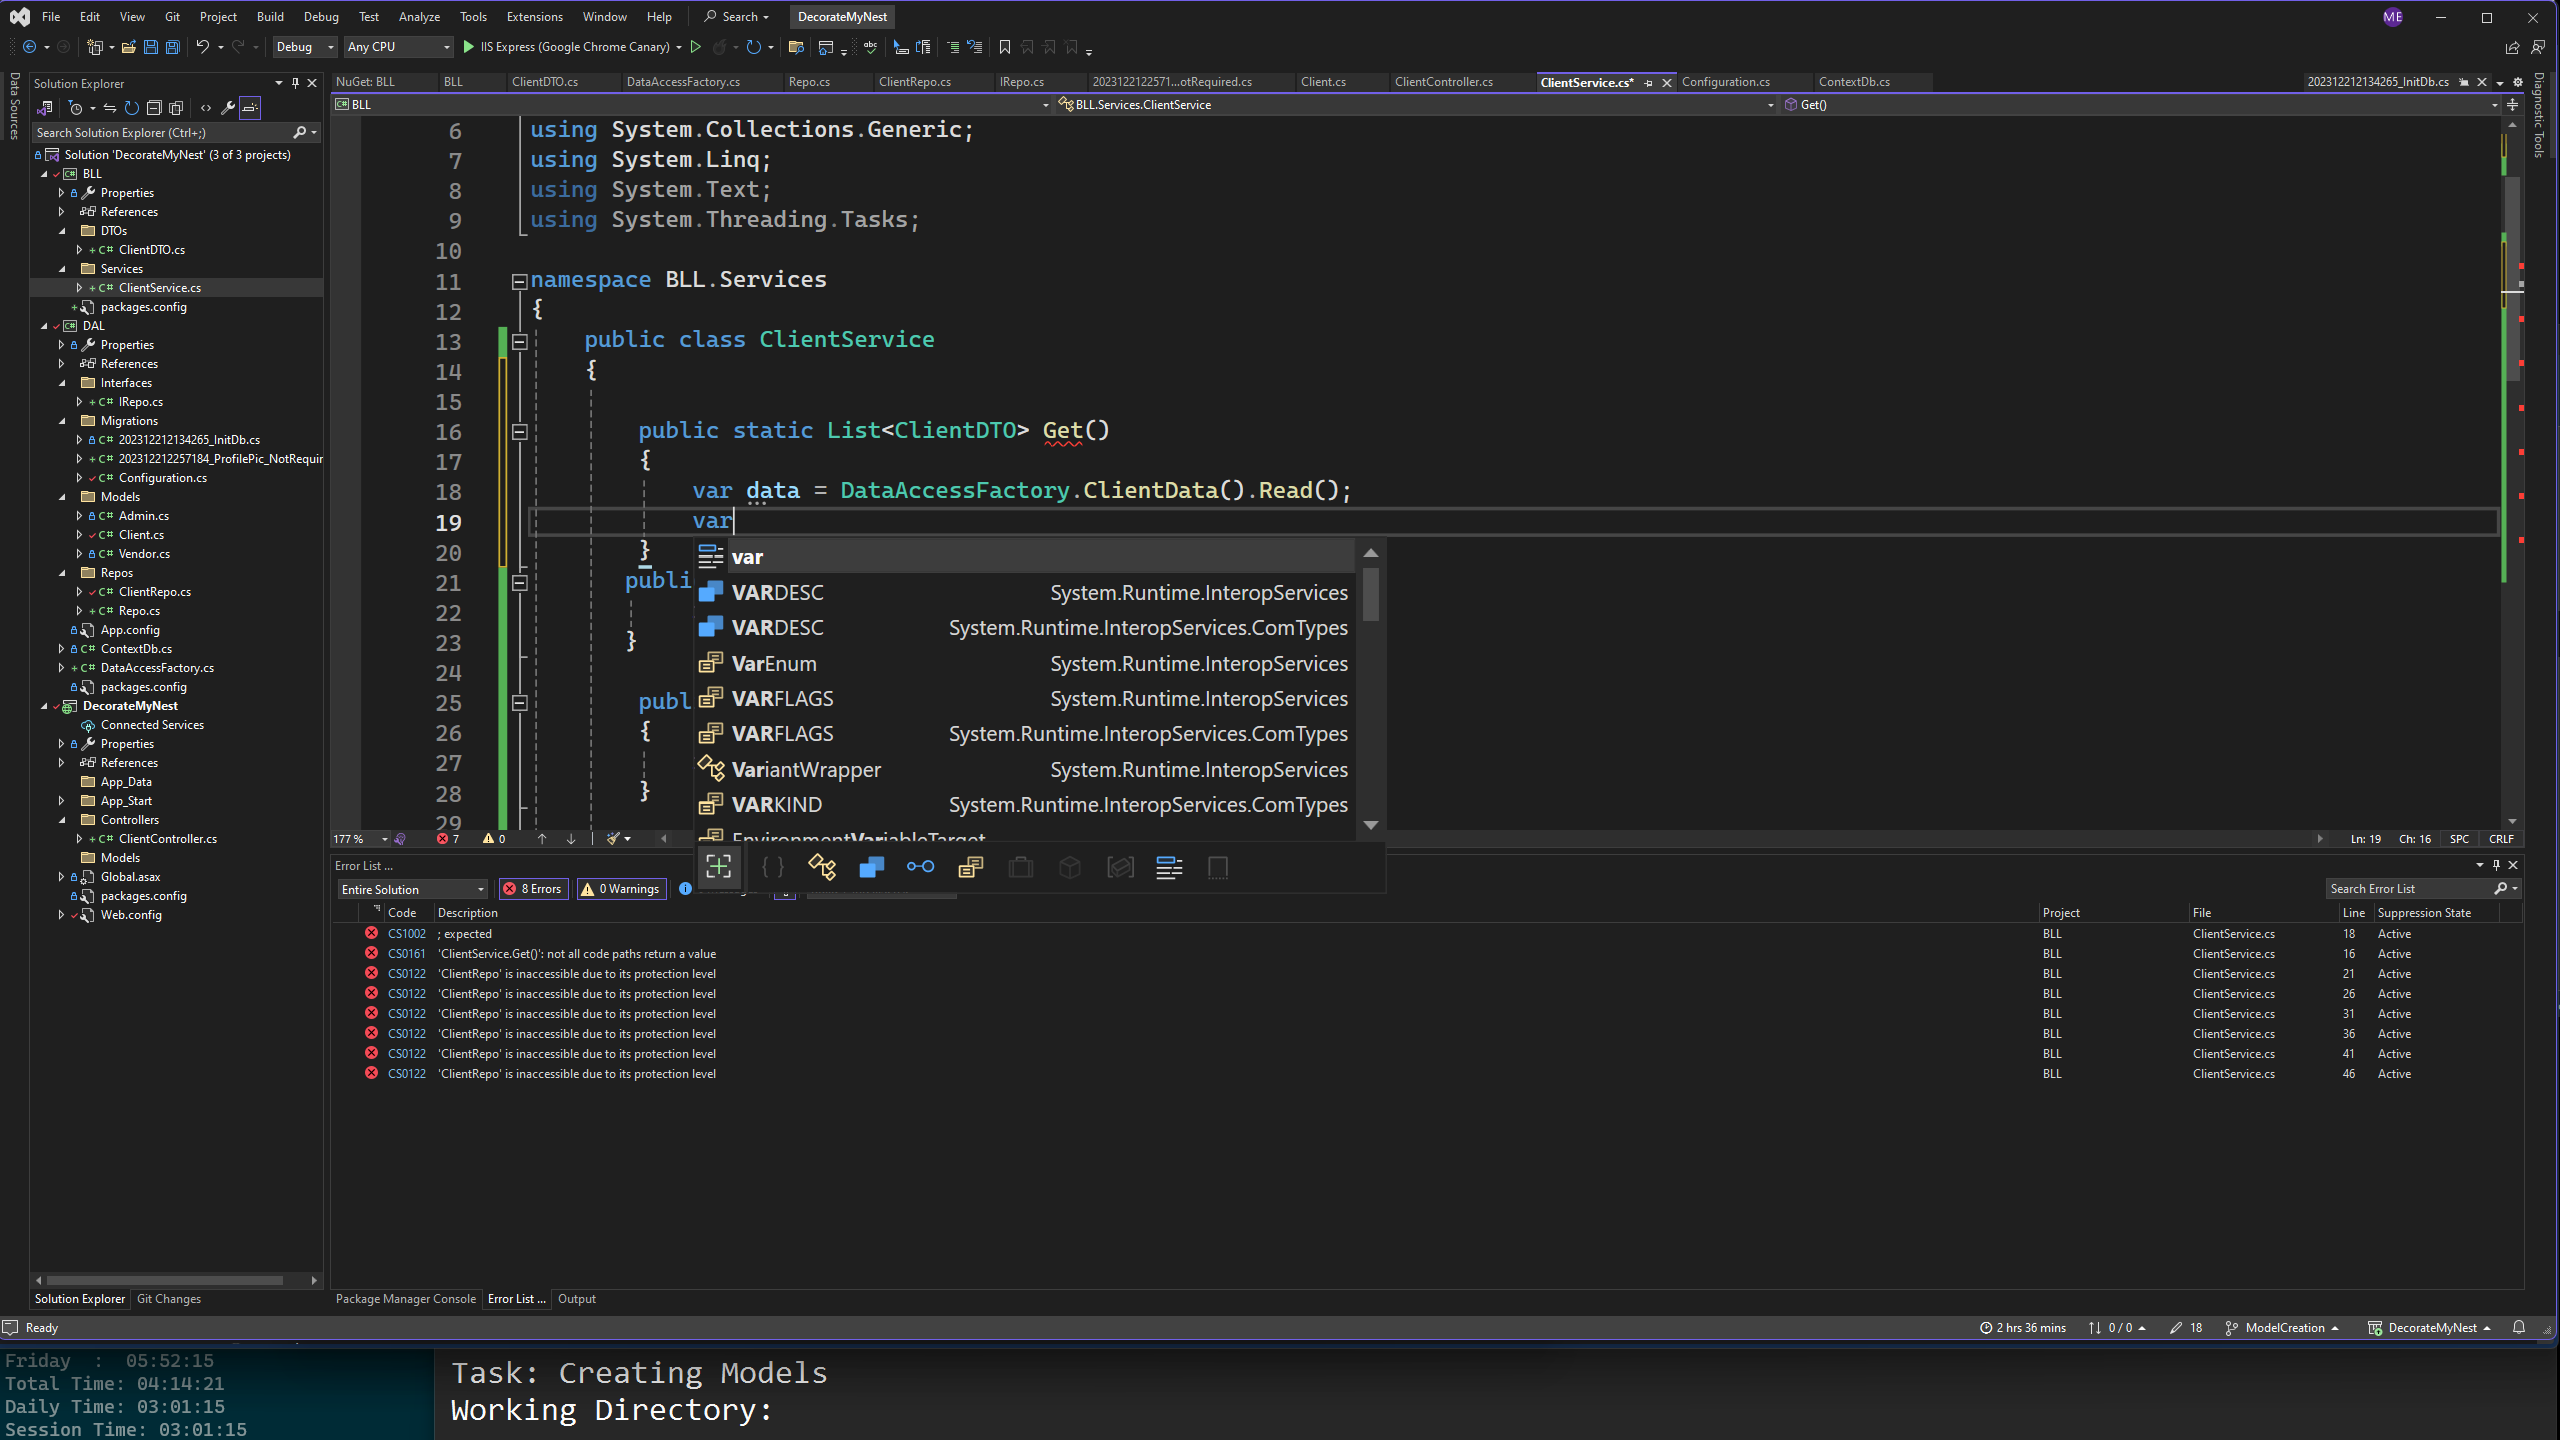 File Edit View Git Project Build Debug Test Analyze Tools Extensions Window Help Search DecorateMyNest ME
Debug Any CPU IIS Express (Google Chrome Canary)
Data Sources
Solution Explorer
Search Solution Explorer (Ctrl+;)
Solution 'DecorateMyNest' (3 of 3 projects)
BLL
Properties
References
DTOs
C# ClientDTO.cs
Services
C# ClientService.cs
packages.config
DAL
Properties
References
Interfaces
C# IRepo.cs
Migrations
C# 202312212134265_InitDb.cs
C# 202312212257184_ProfilePic_NotRequir
C# Configuration.cs
Models
C# Admin.cs
C# Client.cs
C# Vendor.cs
Repos
C# ClientRepo.cs
C# Repo.cs
App.config
C# ContextDb.cs
C# DataAccessFactory.cs
packages.config
DecorateMyNest
Connected Services
Properties
References
App_Data
App_Start
Controllers
C# ClientController.cs
Models
Global.asax
packages.config
Web.config
Solution Explorer Git Changes
NuGet: BLL BLL ClientDTO.cs DataAccessFactory.cs Repo.cs ClientRepo.cs IRepo.cs 2023122122571...otRequired.cs Client.cs ClientController.cs ClientService.cs* Configuration.cs ContextDb.cs 202312212134265_InitDb.cs
BLL BLL.Services.ClientService Get()
6 using System.Collections.Generic;
7 using System.Linq;
8 using System.Text;
9 using System.Threading.Tasks;
10
11 namespace BLL.Services
12 {
13 public class ClientService
14 {
15
16 public static List<ClientDTO> Get()
17 {
18 var data = DataAccessFactory.ClientData().Read();
19 var
20 }
21 publi
22
23 }
24
25 publ
26 {
27
28 }
29
var
VARDESC System.Runtime.InteropServices
VARDESC System.Runtime.InteropServices.ComTypes
VarEnum System.Runtime.InteropServices
VARFLAGS System.Runtime.InteropServices
VARFLAGS System.Runtime.InteropServices.ComTypes
VariantWrapper System.Runtime.InteropServices
VARKIND System.Runtime.InteropServices.ComTypes
EnvironmentVariableTarget
177 % 7 0 Ln: 19 Ch: 16 SPC CRLF
Diagnostic Tools
Error List ...
Entire Solution 8 Errors 0 Warnings Search Error List
Code Description Project File Line Suppression State
CS1002 ; expected BLL ClientService.cs 18 Active
CS0161 'ClientService.Get()': not all code paths return a value BLL ClientService.cs 16 Active
CS0122 'ClientRepo' is inaccessible due to its protection level BLL ClientService.cs 21 Active
CS0122 'ClientRepo' is inaccessible due to its protection level BLL ClientService.cs 26 Active
CS0122 'ClientRepo' is inaccessible due to its protection level BLL ClientService.cs 31 Active
CS0122 'ClientRepo' is inaccessible due to its protection level BLL ClientService.cs 36 Active
CS0122 'ClientRepo' is inaccessible due to its protection level BLL ClientService.cs 41 Active
CS0122 'ClientRepo' is inaccessible due to its protection level BLL ClientService.cs 46 Active
Package Manager Console Error List ... Output
Ready 2 hrs 36 mins 0 / 0 18 ModelCreation DecorateMyNest
Friday : 05:52:15
Total Time: 04:14:21
Daily Time: 03:01:15
Session Time: 03:01:15
Task: Creating Models
Working Directory: